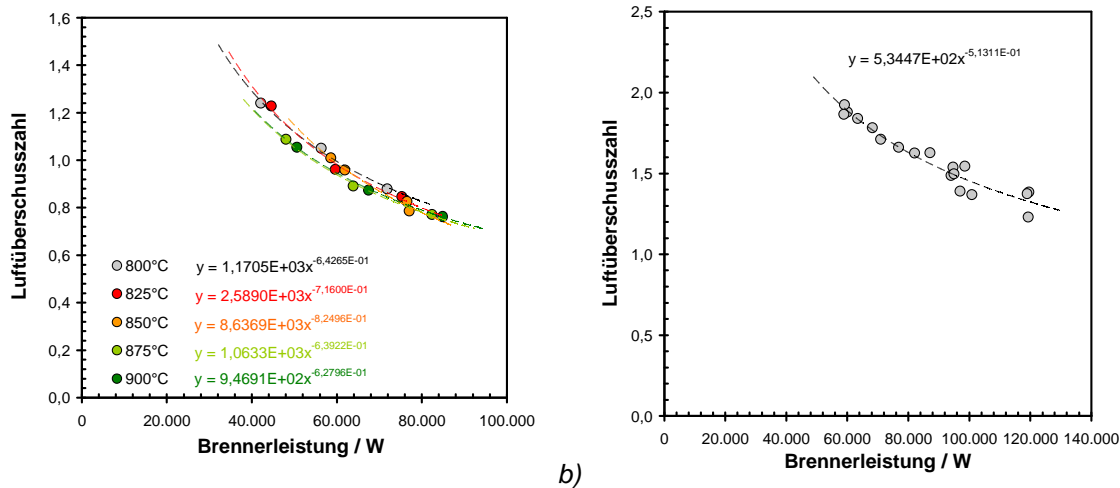 1,6
1,4
1,2
1,0
0,8
0,6
0,4
0,2
0,0
Luftüberschusszahl
800°C y = 1,1705E+03x^-6,4265E-01
825°C y = 2,5890E+03x^-7,1600E-01
850°C y = 8,6369E+03x^-8,2496E-01
875°C y = 1,0633E+03x^-6,3922E-01
900°C y = 9,4691E+02x^-6,2796E-01
0 20.000 40.000 60.000 80.000 100.000
Brennerleistung / W
b)
2,5
2,0
1,5
1,0
0,5
0,0
Luftüberschusszahl
y = 5,3447E+02x^-5,1311E-01
0 20.000 40.000 60.000 80.000 100.000 120.000 140.000
Brennerleistung / W